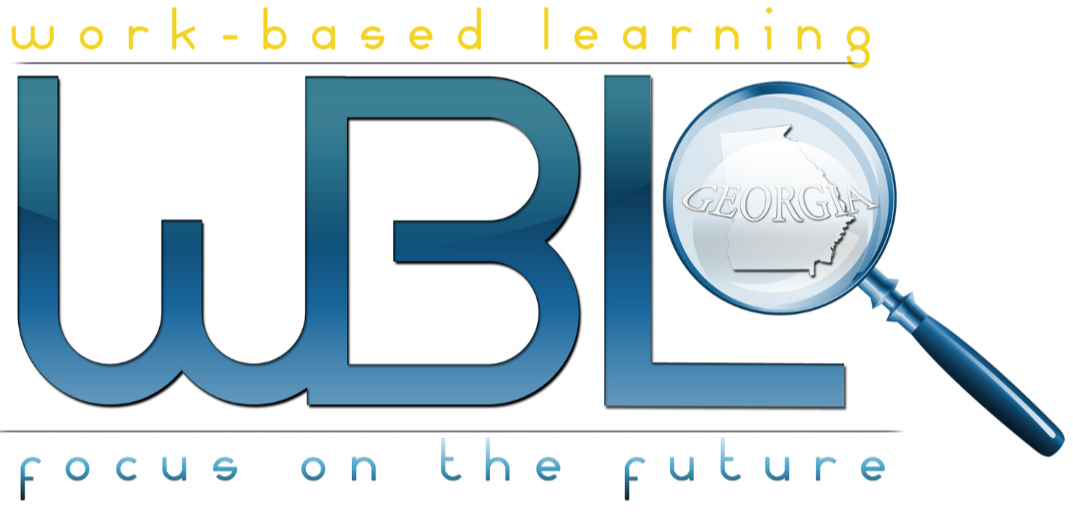 work-based learning
WBL
GEORGIA
focus on the future